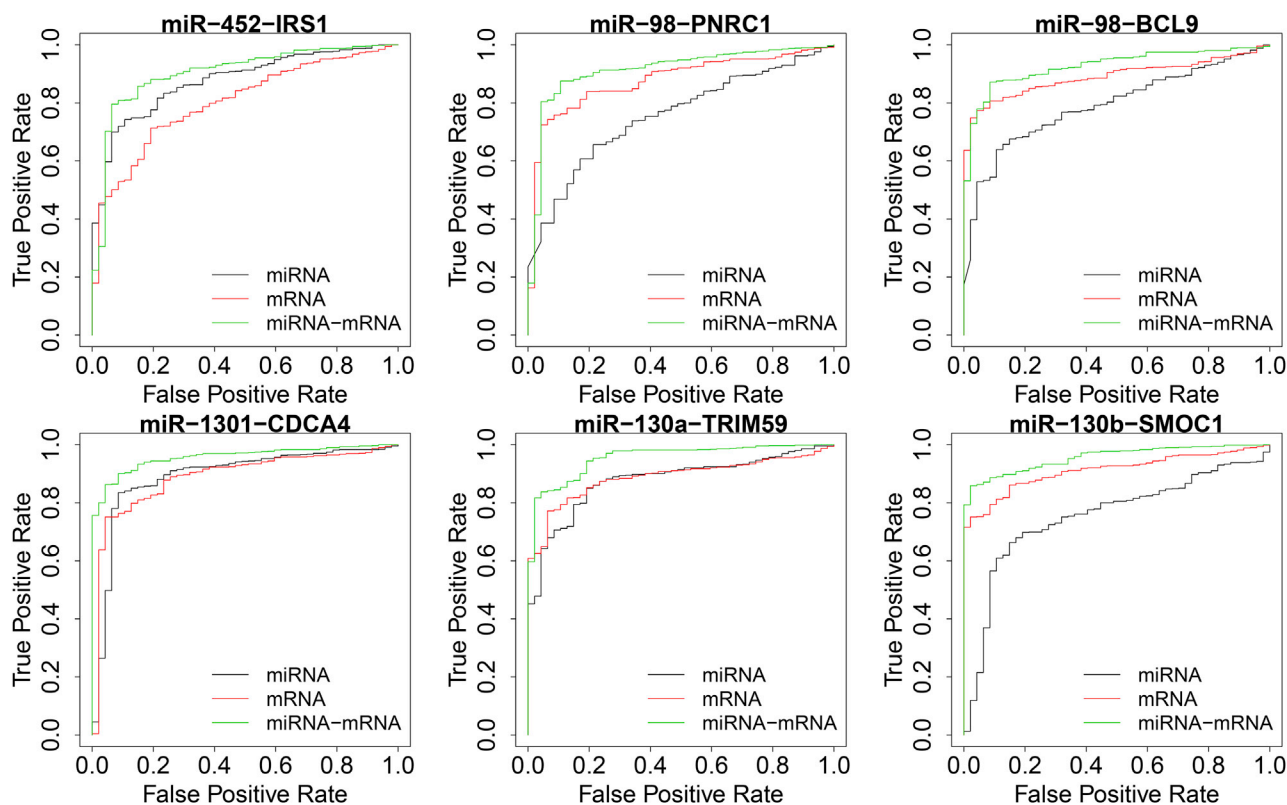 miR−452−IRS1
True Positive Rate
0.0 0.2 0.4 0.6 0.8 1.0
miRNA
mRNA
miRNA−mRNA
0.0 0.2 0.4 0.6 0.8 1.0
False Positive Rate
miR−98−PNRC1
True Positive Rate
0.0 0.2 0.4 0.6 0.8 1.0
miRNA
mRNA
miRNA−mRNA
0.0 0.2 0.4 0.6 0.8 1.0
False Positive Rate
miR−98−BCL9
True Positive Rate
0.0 0.2 0.4 0.6 0.8 1.0
miRNA
mRNA
miRNA−mRNA
0.0 0.2 0.4 0.6 0.8 1.0
False Positive Rate
miR−1301−CDCA4
True Positive Rate
0.0 0.2 0.4 0.6 0.8 1.0
miRNA
mRNA
miRNA−mRNA
0.0 0.2 0.4 0.6 0.8 1.0
False Positive Rate
miR−130a−TRIM59
True Positive Rate
0.0 0.2 0.4 0.6 0.8 1.0
miRNA
mRNA
miRNA−mRNA
0.0 0.2 0.4 0.6 0.8 1.0
False Positive Rate
miR−130b−SMOC1
True Positive Rate
0.0 0.2 0.4 0.6 0.8 1.0
miRNA
mRNA
miRNA−mRNA
0.0 0.2 0.4 0.6 0.8 1.0
False Positive Rate